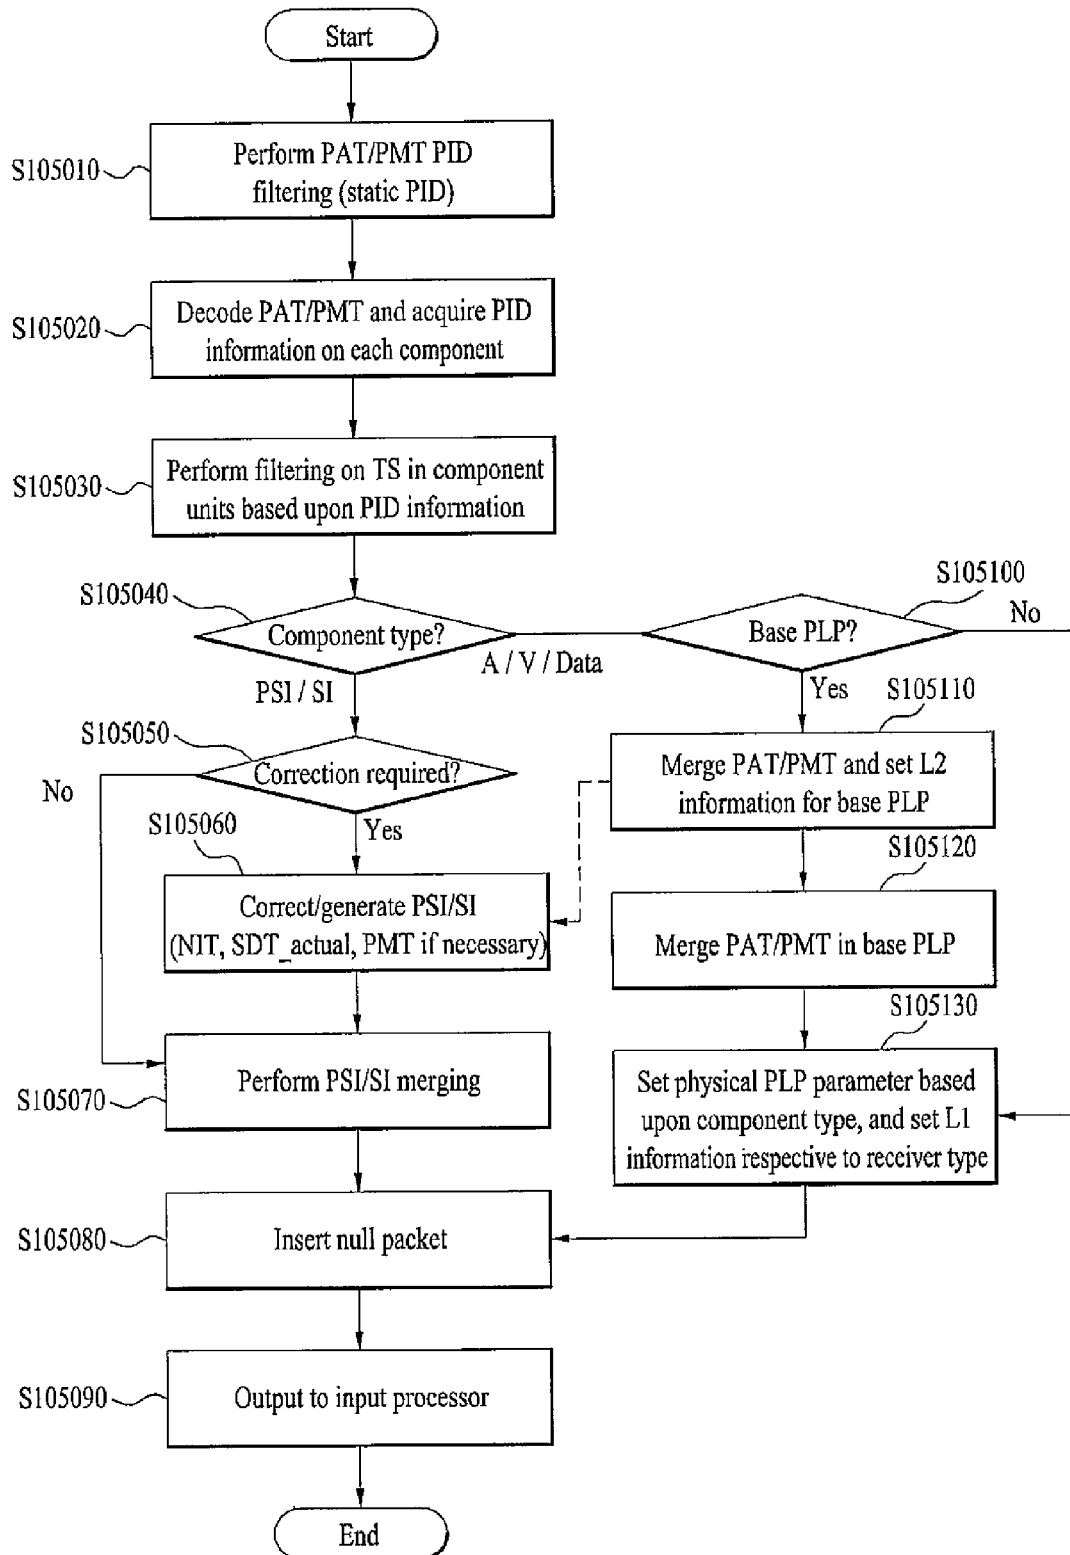 Start
S105010
Perform PAT/PMT PID
filtering (static PID)
S105020
Decode PAT/PMT and acquire PID
information on each component
S105030
Perform filtering on TS in component
units based upon PID information
S105040
Component type?
A / V / Data
PSI / SI
S105100
Base PLP?
No
Yes
S105050
Correction required?
No
Yes
S105110
Merge PAT/PMT and set L2
information for base PLP
S105060
Correct/generate PSI/SI
(NIT, SDT_actual, PMT if necessary)
S105120
Merge PAT/PMT in base PLP
S105070
Perform PSI/SI merging
S105130
Set physical PLP parameter based
upon component type, and set L1
information respective to receiver type
S105080
Insert null packet
S105090
Output to input processor
End